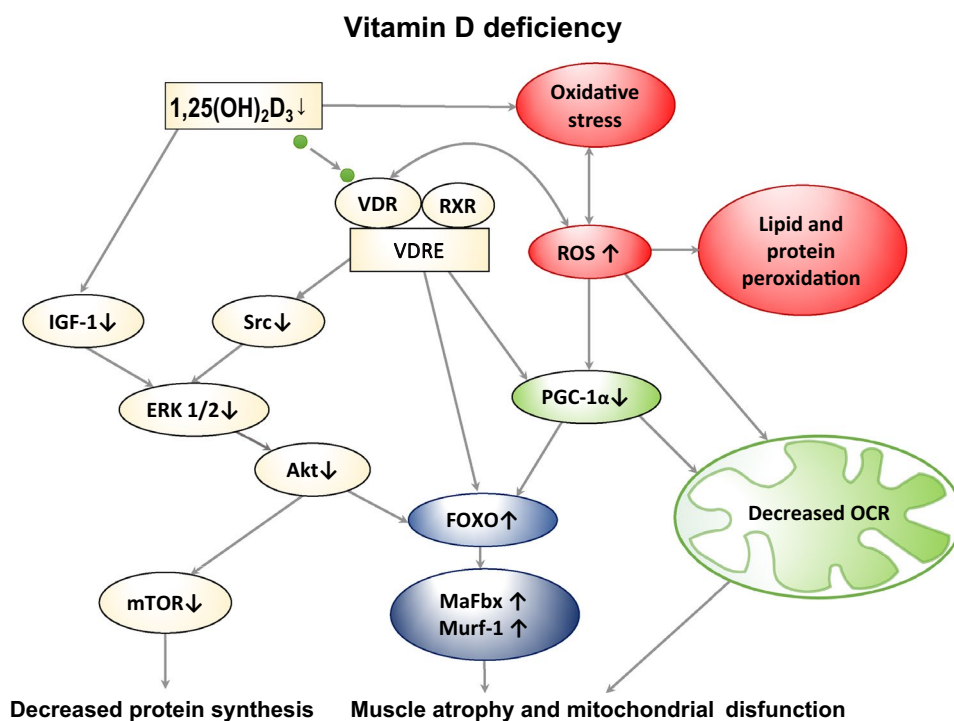 Vitamin D deficiency
1,25(OH)₂D₃↓
Oxidative
stress
VDR
RXR
VDRE
ROS ↑
Lipid and
protein
peroxidation
IGF-1↓
Src↓
ERK 1/2↓
PGC-1α↓
Akt↓
FOXO↑
Decreased OCR
mTOR↓
MaFbx ↑
Murf-1 ↑
Decreased protein synthesis
Muscle atrophy and mitochondrial disfunction